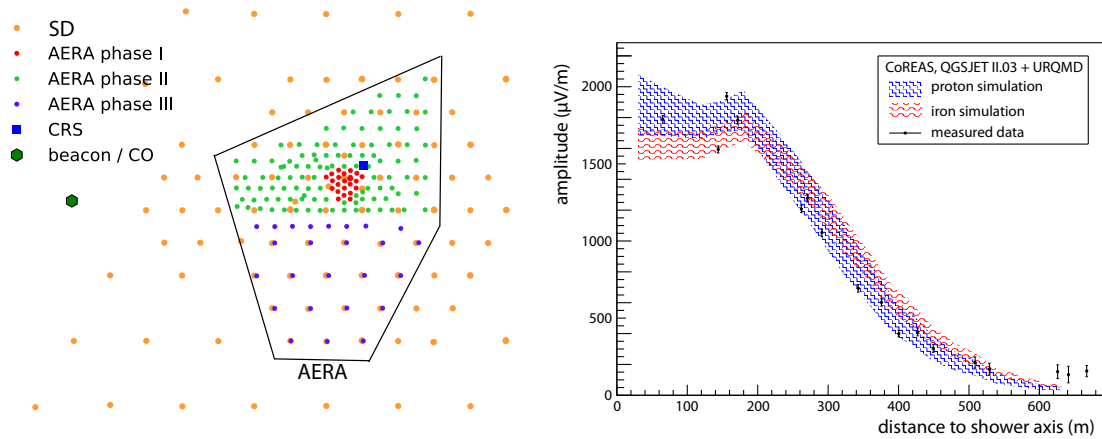 SD
AERA phase I
AERA phase II
AERA phase III
CRS
beacon / CO
AERA
CoREAS, QGSJET II.03 + URQMD
proton simulation
iron simulation
measured data
amplitude (µV/m)
2000
1500
1000
500
0
0 100 200 300 400 500 600
distance to shower axis (m)